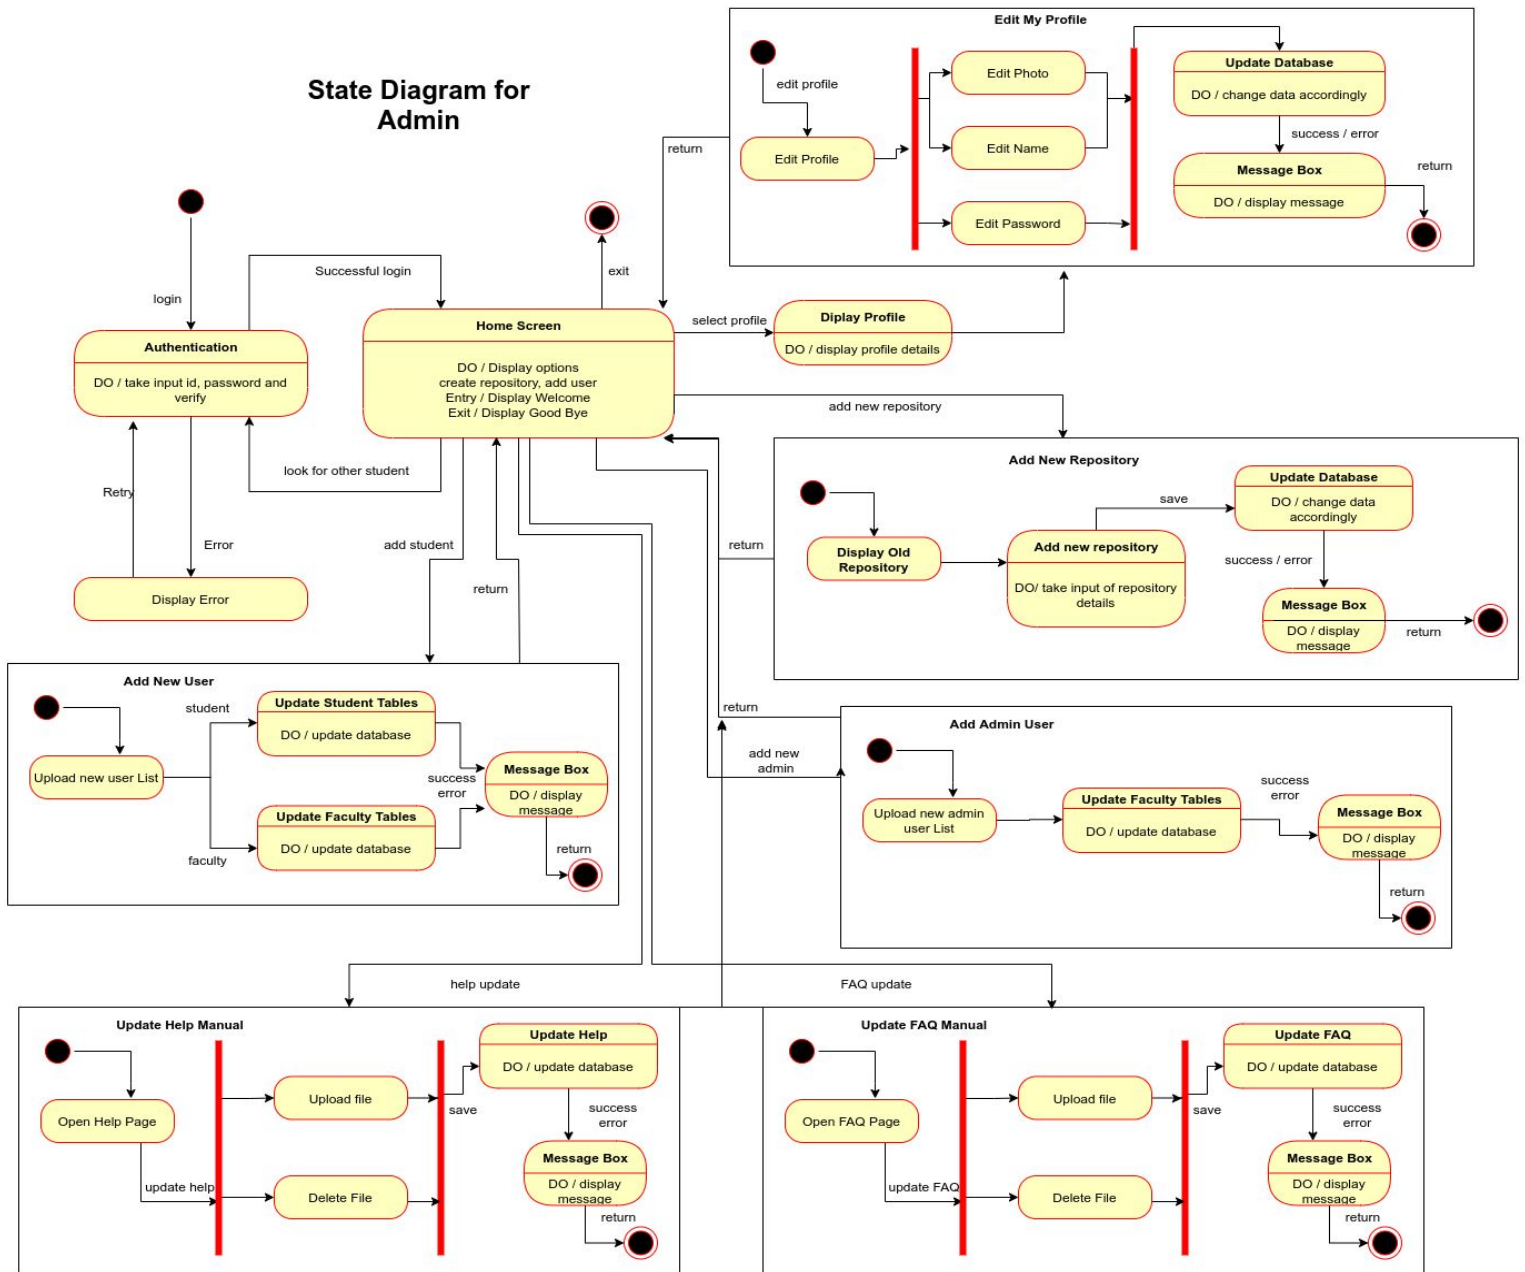 State Diagram for
Admin
Edit My Profile
edit profile
Edit Profile
Edit Photo
Edit Name
Edit Password
Update Database
DO / change data accordingly
success / error
Message Box
DO / display message
return
return
login
Successful login
exit
Authentication
DO / take input id, password and
verify
Home Screen
DO / Display options
create repository, add user
Entry / Display Welcome
Exit / Display Good Bye
select profile
Diplay Profile
DO / display profile details
add new repository
look for other student
Retry
Error
Display Error
add student
return
return
Add New Repository
Display Old
Repository
Add new repository
DO/ take input of repository
details
save
Update Database
DO / change data
accordingly
success / error
Message Box
DO / display
message
return
Add New User
Upload new user List
student
faculty
Update Student Tables
DO / update database
Update Faculty Tables
DO / update database
success
error
Message Box
DO / display
message
return
return
add new
admin
Add Admin User
Upload new admin
user List
Update Faculty Tables
DO / update database
success
error
Message Box
DO / display
message
return
help update
FAQ update
Update Help Manual
Open Help Page
update help
Upload file
Delete File
save
Update Help
DO / update database
success
error
Message Box
DO / display
message
return
Update FAQ Manual
Open FAQ Page
update FAQ
Upload file
Delete File
save
Update FAQ
DO / update database
success
error
Message Box
DO / display
message
return